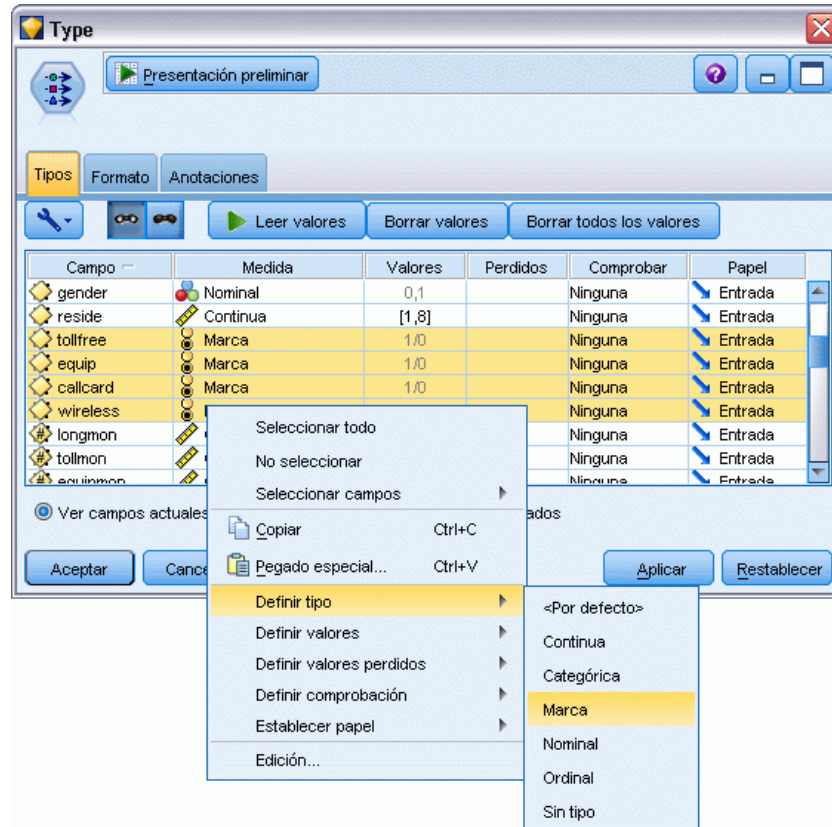 Type
Presentación preliminar
Tipos Formato Anotaciones
Leer valores Borrar valores Borrar todos los valores
Campo Medida Valores Perdidos Comprobar Papel
gender Nominal 0,1 Ninguna Entrada
reside Continua [1,8] Ninguna Entrada
tollfree Marca 1/0 Ninguna Entrada
equip Marca 1/0 Ninguna Entrada
callcard Marca 1/0 Ninguna Entrada
wireless Ninguna Entrada
longmon Ninguna Entrada
tollmon Ninguna Entrada
equipmon Ninguna Entrada
Ver campos actuales
Aceptar Aplicar Restablecer
Seleccionar todo
No seleccionar
Seleccionar campos
Copiar Ctrl+C
Pegado especial... Ctrl+V
Definir tipo
Definir valores
Definir valores perdidos
Definir comprobación
Establecer papel
Edición...
<Por defecto>
Continua
Categórica
Marca
Nominal
Ordinal
Sin tipo